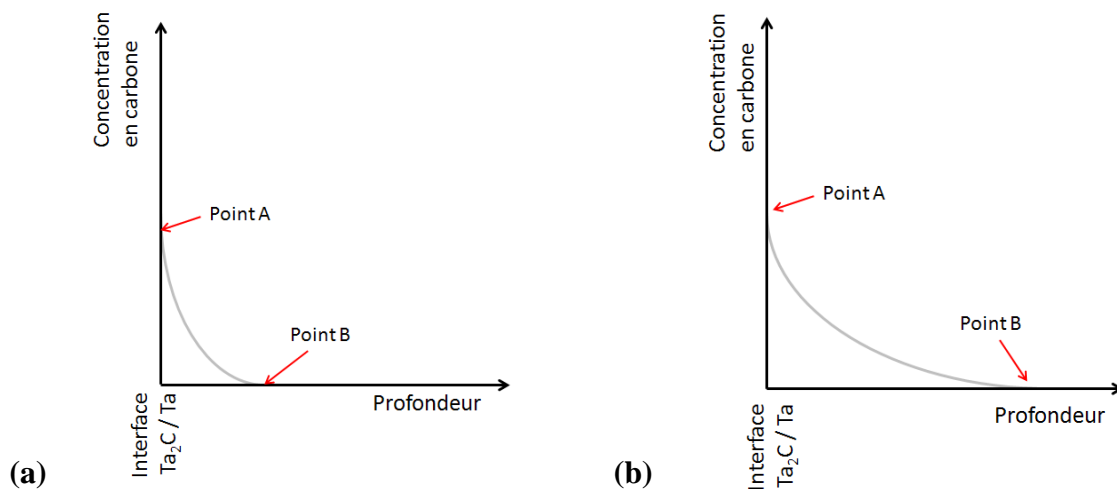 Concentration
en carbone
Point A
Point B
Profondeur
Interface
Ta₂C / Ta
(a)
Concentration
en carbone
Point A
Point B
Profondeur
Interface
Ta₂C / Ta
(b)